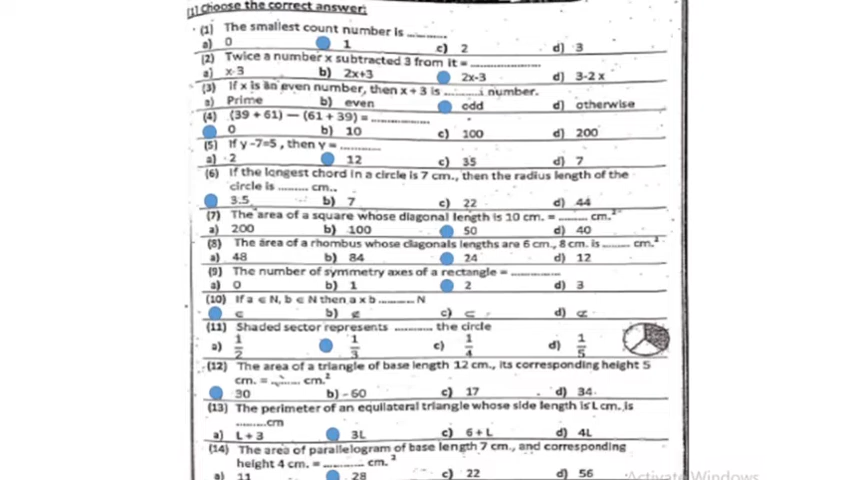 [1] Choose the correct answer:
(1) The smallest count number is ..........
a) 0 1 c) 2 d) 3
(2) Twice a number x subtracted 3 from it = ....................
a) x-3 b) 2x+3 2x-3 d) 3-2 x
(3) If x is an even number, then x + 3 is .......... number.
a) Prime b) even odd d) otherwise
(4) (39 + 61) — (61 + 39) = ................
0 b) 10 c) 100 d) 200
(5) If y -7=5, then y = ...........
a) -2 12 c) 35 d) 7
(6) If the longest chord in a circle is 7 cm., then the radius length of the
circle is ......... cm..
3.5 b) 7 c) 22 d) 44
(7) The area of a square whose diagonal length is 10 cm. = ......... cm.²
a) 200 b) 100 50 d) 40
(8) The area of a rhombus whose diagonals lengths are 6 cm., 8 cm. is ........ cm.²
a) 48 b) 84 24 d) 12
(9) The number of symmetry axes of a rectangle = ..............
a) 0 b) 1 2 d) 3
(10) If a ∈ N, b ∈ N then a x b .......... N
∈ b) ∉ c) ⊂ d) ⊄
(11) Shaded sector represents ........... the circle
a) 1/2 1/3 c) 1/4 d) 1/5
(12) The area of a triangle of base length 12 cm., its corresponding height 5
cm. = ......... cm.²
30 b) 60 c) 17 d) 34
(13) The perimeter of an equilateral triangle whose side length is L cm. is
.........cm
a) L + 3 3L c) 6 + L d) 4L
(14) The area of parallelogram of base length 7 cm., and corresponding
height 4 cm. = .............. cm. ²
a) 11 28 c) 22 d) 56
Activate Windows